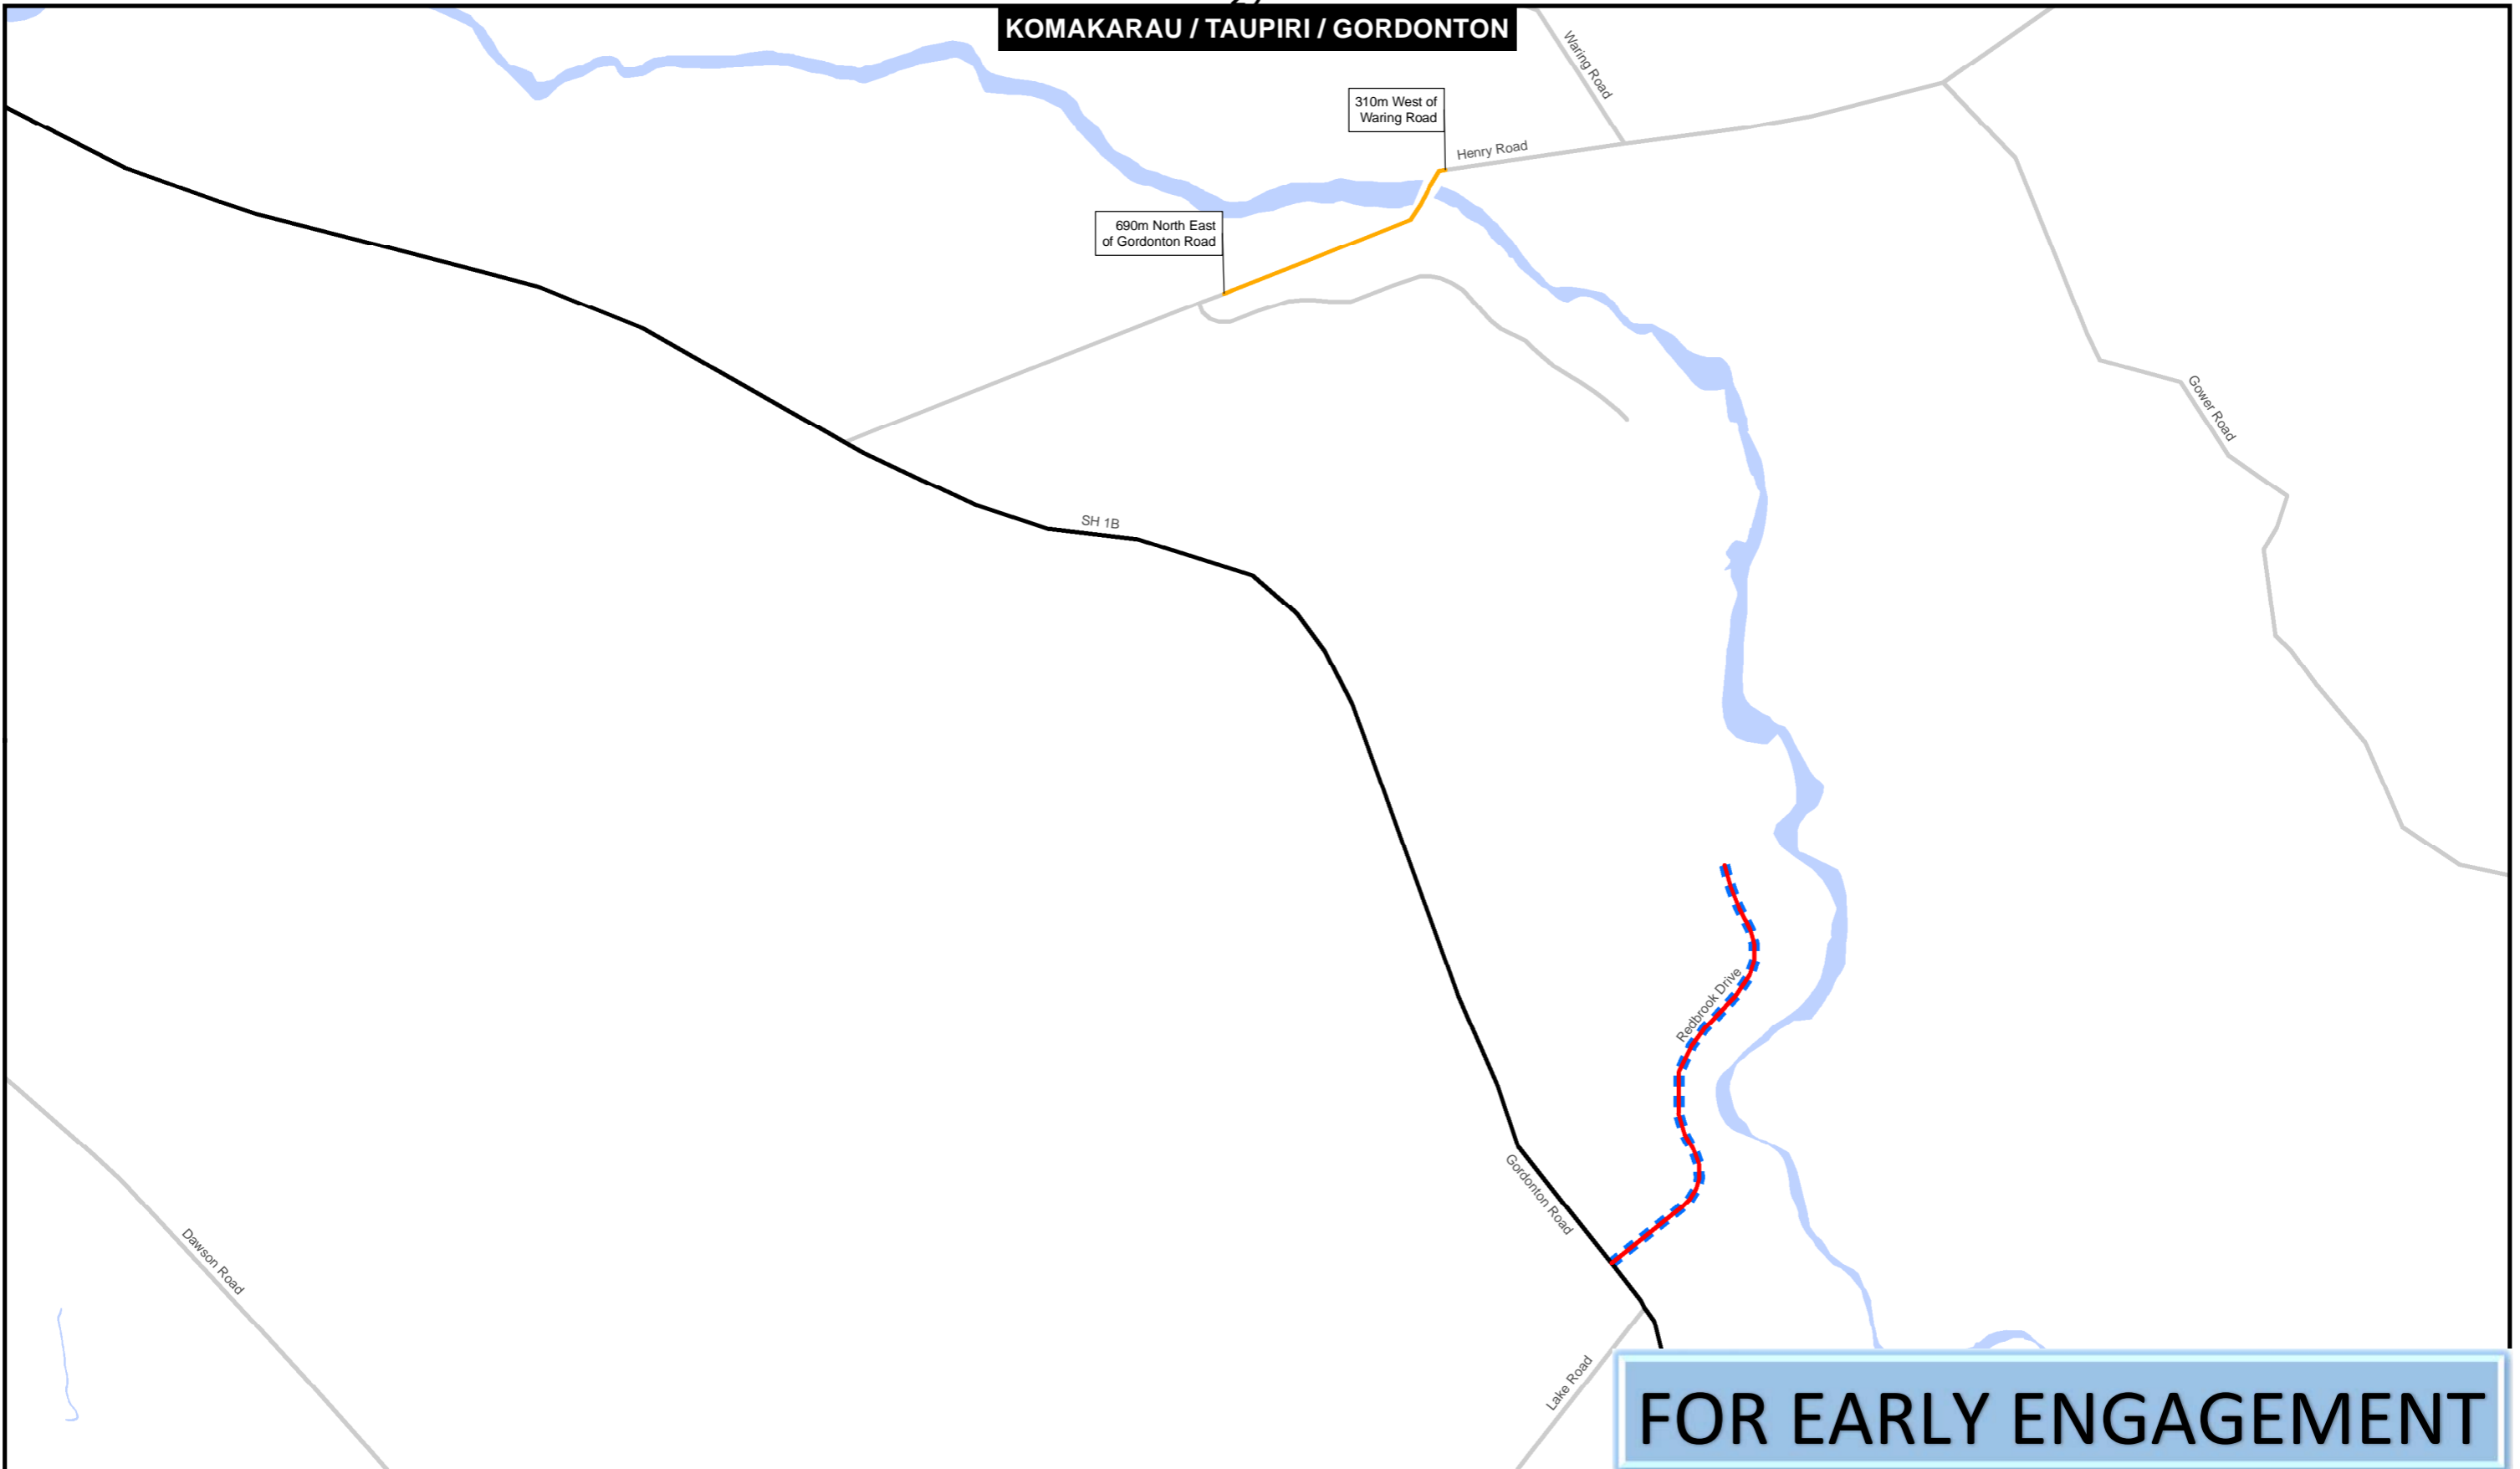 KOMAKARAU / TAUPIRI / GORDONTON
Waring Road
310m West of
Waring Road
Henry Road
690m North East
of Gordonton Road
Gower Road
SH 1B
Redbrook Drive
Gordonton Road
Dawson Road
Lake Road
FOR EARLY ENGAGEMENT